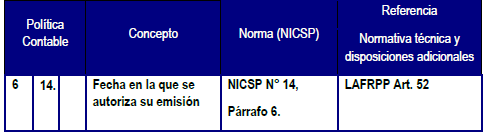 Política
Contable
Concepto
Norma (NICSP)
Referencia
Normativa técnica y
disposiciones adicionales
6
14.
Fecha en la que se
autoriza su emisión
NICSP N° 14,
Párrafo 6.
LAFRPP Art. 52